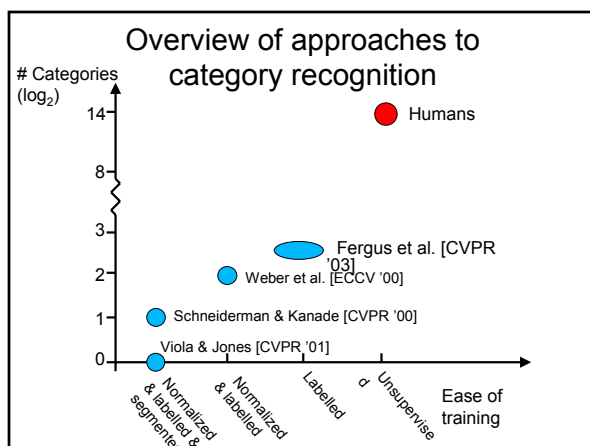 Overview of approaches to
category recognition
# Categories
(log2)
14
Humans
8
3
Fergus et al. [CVPR
'03]
2
Weber et al. [ECCV '00]
1
Schneiderman & Kanade [CVPR '00]
Viola & Jones [CVPR '01]
0
Normalized
& labelled &
segmente
Normalized
& labelled
Labelled
Unsupervise
d
Ease of
training